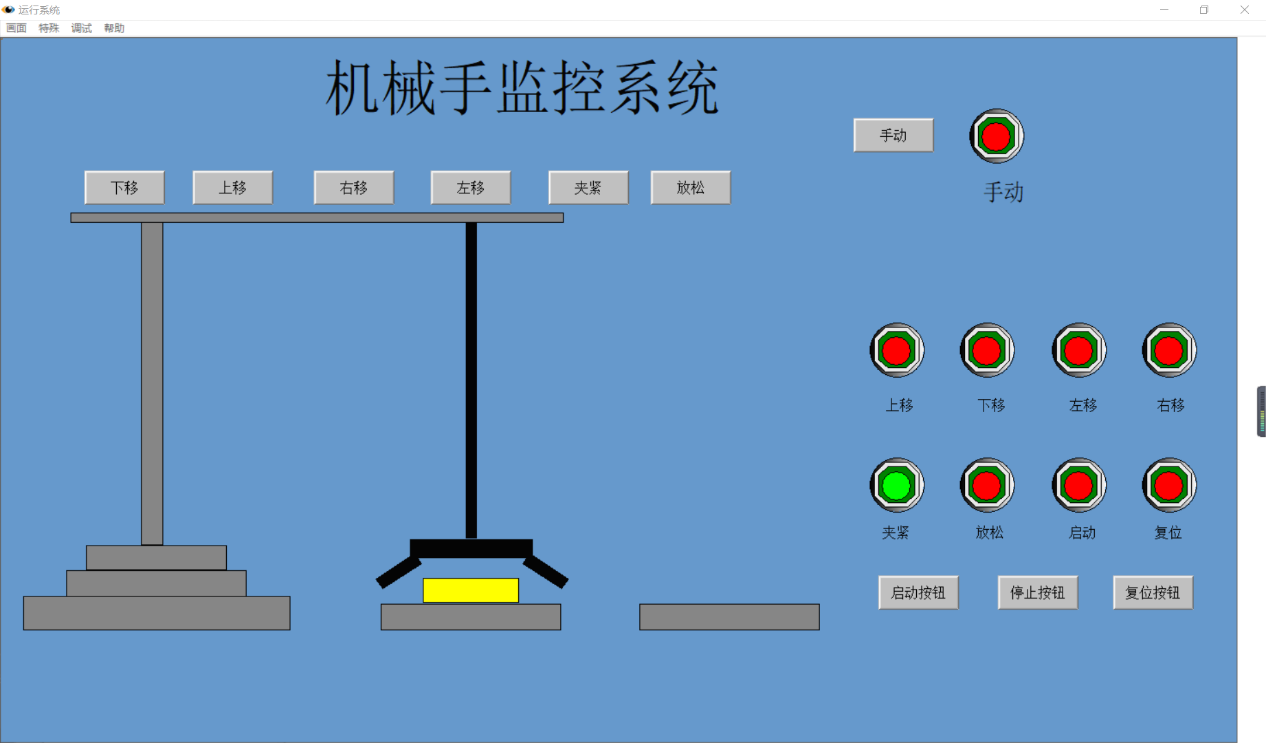 运行系统
画面 特殊 调试 帮助
机械手监控系统
手动
手动
下移 上移 右移 左移 夹紧 放松
上移 下移 左移 右移
夹紧 放松 启动 复位
启动按钮 停止按钮 复位按钮